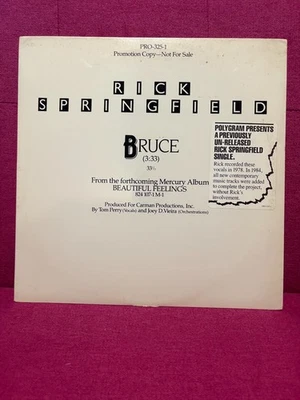 PRO-325-1
Promotion Copy—Not For Sale
RICK
SPRINGFIELD
BRUCE
(3:33)
33⅓
From the forthcoming Mercury Album
BEAUTIFUL FEELINGS
824 107-1 M-1
Produced For Carman Productions, Inc.
By Tom Perry (Vocals) and Joey D. Vieira (Orchestrations)
POLYGRAM PRESENTS
A PREVIOUSLY
UN-RELEASED
RICK SPRINGFIELD
SINGLE.
Rick recorded these
vocals in 1978. In 1984,
all new contemporary
music tracks were added
to complete the project,
without Rick's
involvement.